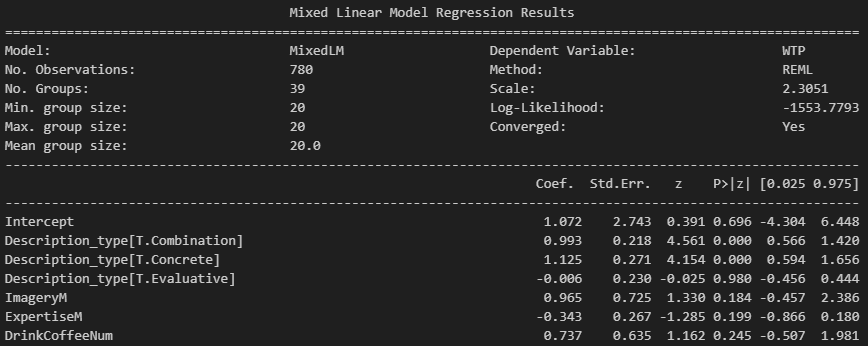 Mixed Linear Model Regression Results
================================================================================================================
Model: MixedLM Dependent Variable: WTP
No. Observations: 780 Method: REML
No. Groups: 39 Scale: 2.3051
Min. group size: 20 Log-Likelihood: -1553.7793
Max. group size: 20 Converged: Yes
Mean group size: 20.0
----------------------------------------------------------------------------------------------------------------
Coef. Std.Err. z P>|z| [0.025 0.975]
----------------------------------------------------------------------------------------------------------------
Intercept 1.072 2.743 0.391 0.696 -4.304 6.448
Description_type[T.Combination] 0.993 0.218 4.561 0.000 0.566 1.420
Description_type[T.Concrete] 1.125 0.271 4.154 0.000 0.594 1.656
Description_type[T.Evaluative] -0.006 0.230 -0.025 0.980 -0.456 0.444
ImageryM 0.965 0.725 1.330 0.184 -0.457 2.386
ExpertiseM -0.343 0.267 -1.285 0.199 -0.866 0.180
DrinkCoffeeNum 0.737 0.635 1.162 0.245 -0.507 1.981